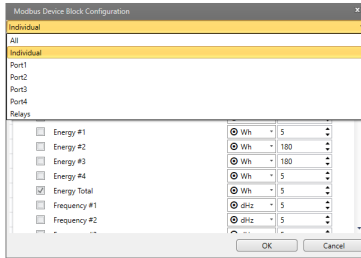 Modbus Device Block Configuration x
Individual
All
Individual
Port1
Port2
Port3
Port4
Relays
Energy #1 Wh 5
Energy #2 Wh 180
Energy #3 Wh 180
Energy #4 Wh 5
Energy Total Wh 5
Frequency #1 dHz 5
Frequency #2 dHz 5
OK Cancel